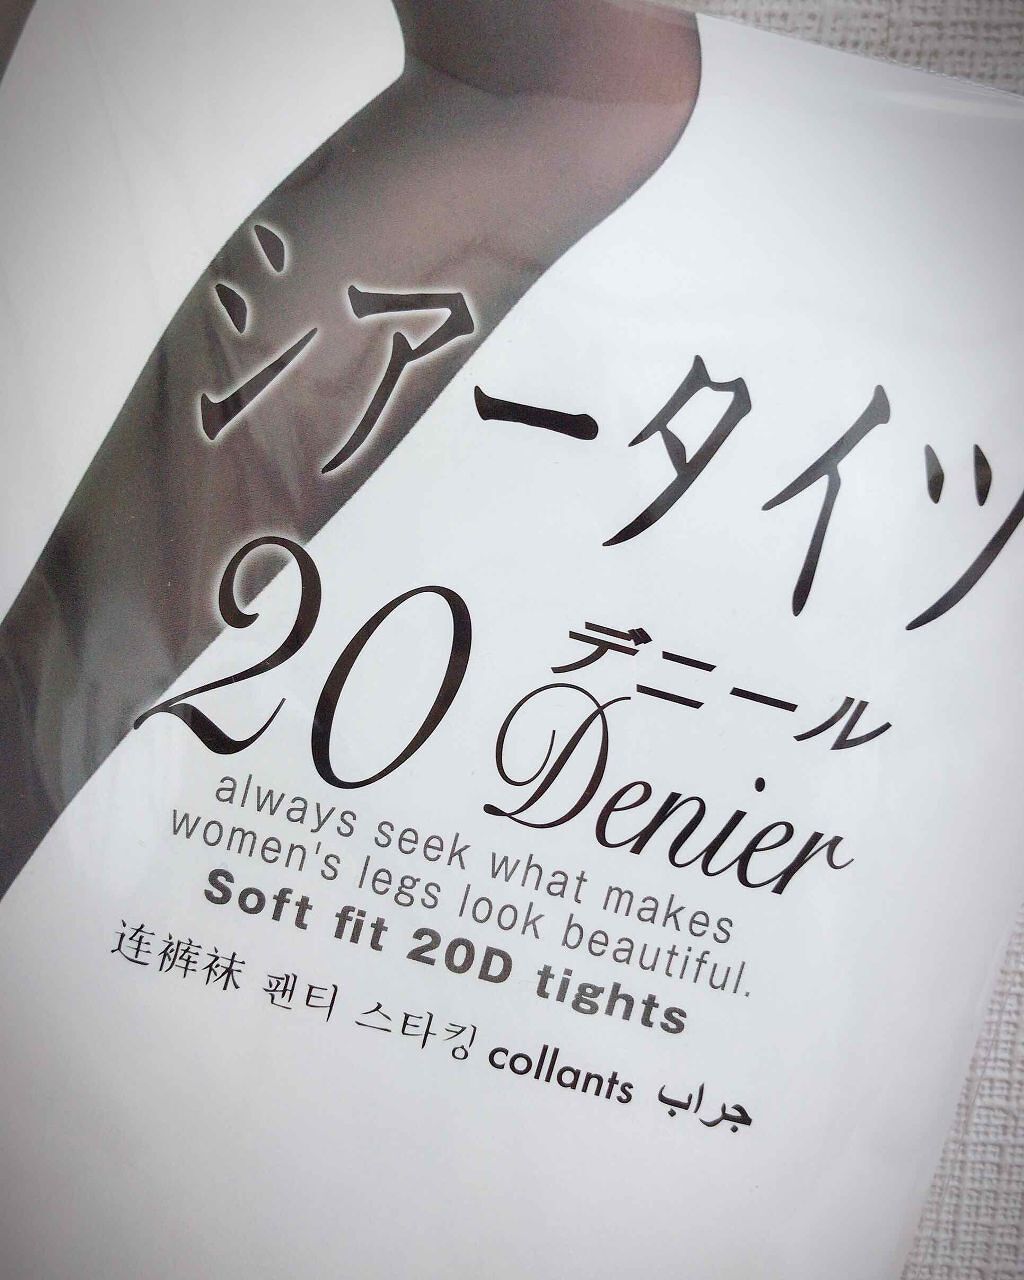 シアータイツ
20 デニール
Denier
always seek what makes
women's legs look beautiful.
Soft fit 20D tights
连裤袜 팬티 스타킹 collants جراب